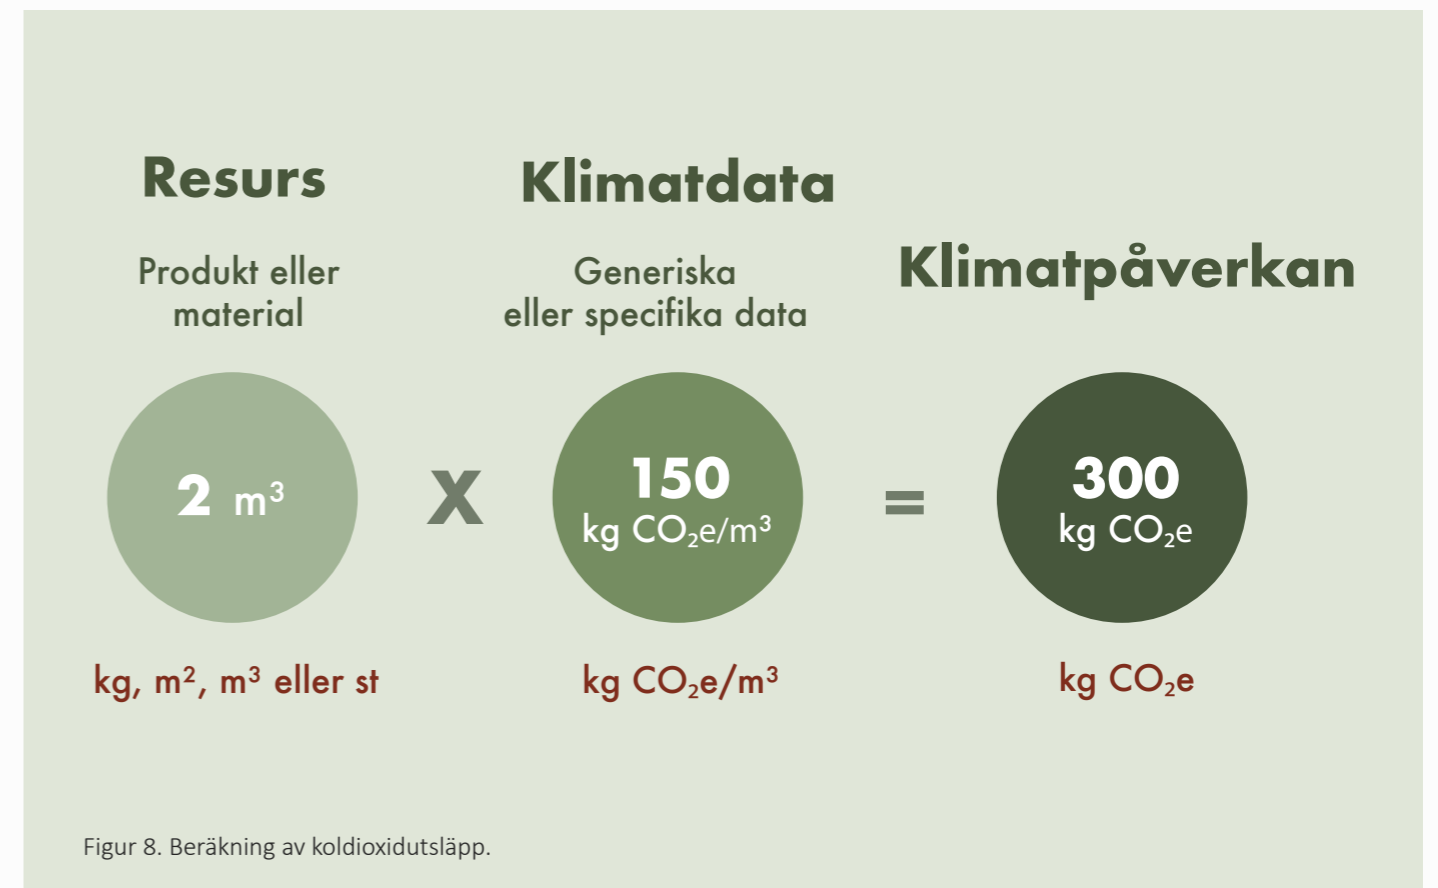 Resurs
Produkt eller
material
2 m³
kg, m², m³ eller st
X
Klimatdata
Generiska
eller specifika data
150
kg CO₂e/m³
kg CO₂e/m³
=
Klimatpåverkan
300
kg CO₂e
kg CO₂e
Figur 8. Beräkning av koldioxidutsläpp.